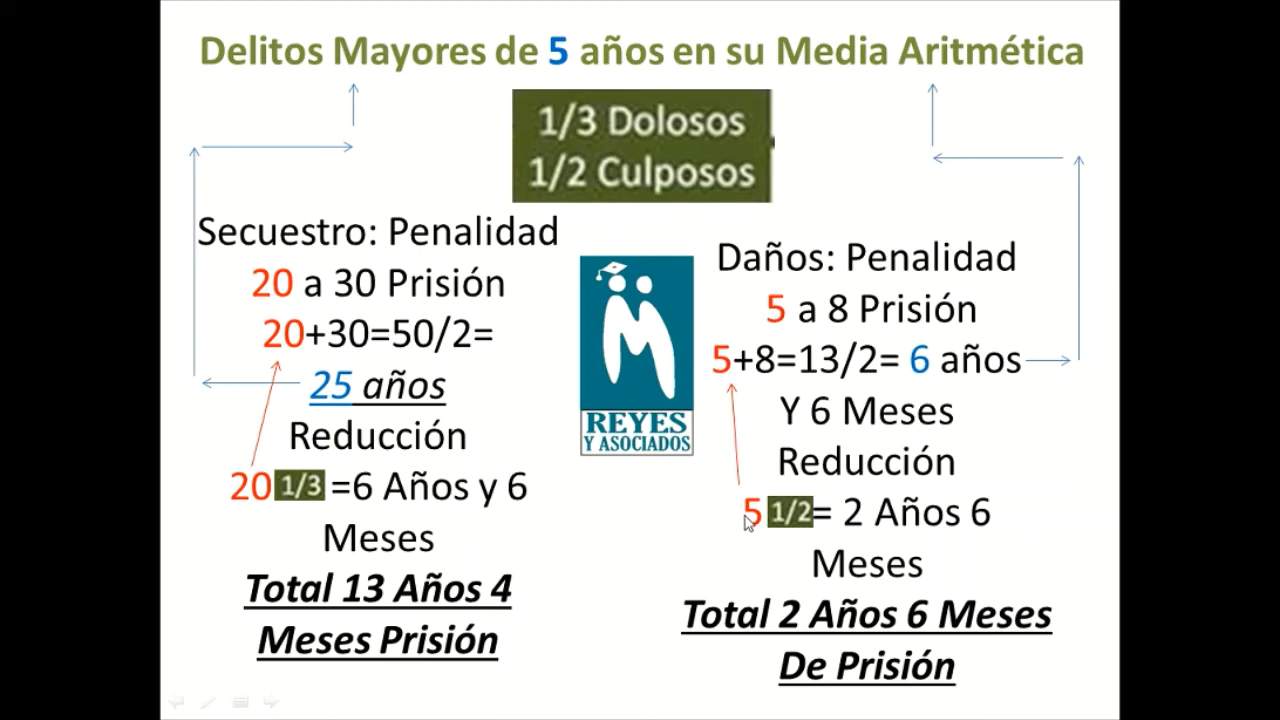 Delitos Mayores de 5 años en su Media Aritmética
1/3 Dolosos
1/2 Culposos
Secuestro: Penalidad
20 a 30 Prisión
20+30=50/2=
25 años
Reducción
20 1/3 =6 Años y 6
Meses
Total 13 Años 4
Meses Prisión
REYES
Y ASOCIADOS
Daños: Penalidad
5 a 8 Prisión
5+8=13/2= 6 años
Y 6 Meses
Reducción
5 1/2= 2 Años 6
Meses
Total 2 Años 6 Meses
De Prisión